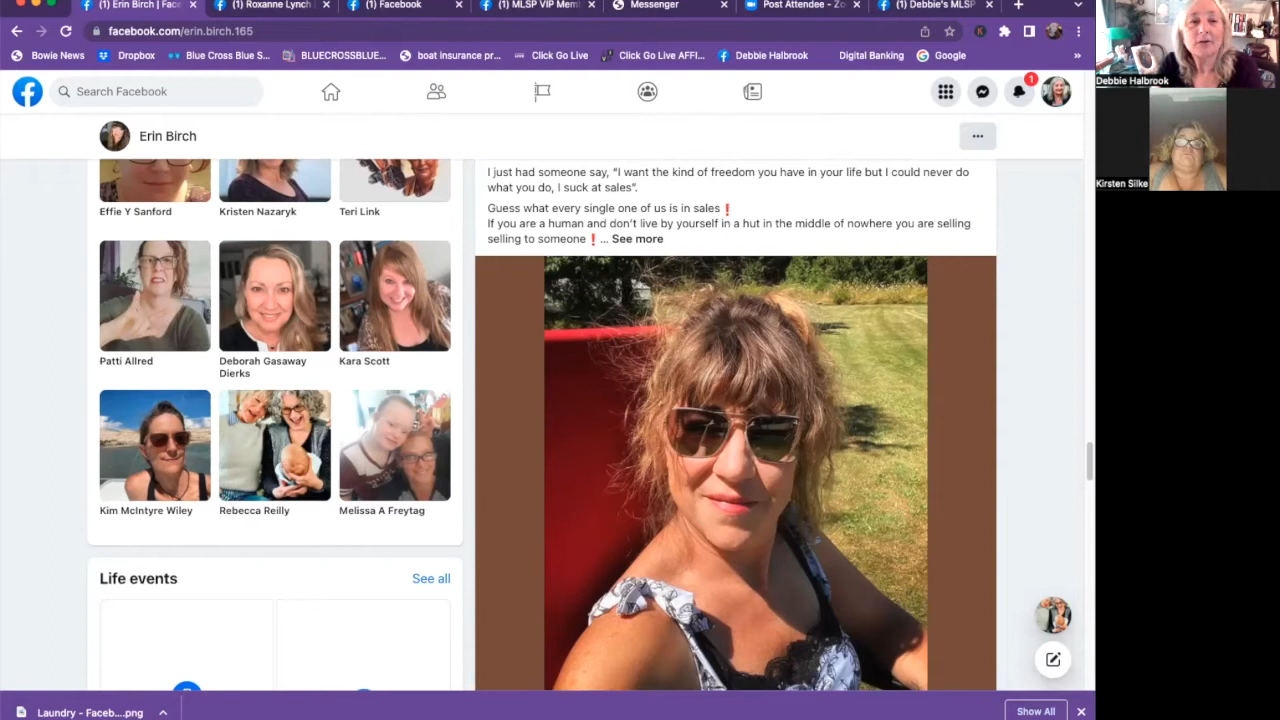 (1) Erin Birch | Face
(1) Roxanne Lynch |
(1) Facebook
(1) MLSP VIP Mem
Messenger
Post Attendee - Zo
(1) Debbie's MLSP
facebook.com/erin.birch.165
Bowie News
Dropbox
Blue Cross Blue S...
BLUECROSSBLUE...
boat insurance pr...
Click Go Live
Click Go Live AFFI...
Debbie Halbrook
Digital Banking
Google
»
Search Facebook
1
Erin Birch
Debbie Halbrook
Kirsten Silke
Effie Y Sanford
Kristen Nazaryk
Teri Link
Patti Allred
Deborah Gasaway
Dierks
Kara Scott
Kim McIntyre Wiley
Rebecca Reilly
Melissa A Freytag
Life events
See all
I just had someone say, “I want the kind of freedom you have in your life but I could never do
what you do, I suck at sales”.
Guess what every single one of us is in sales ❗
If you are a human and don’t live by yourself in a hut in the middle of nowhere you are selling
selling to someone ❗ ... See more
Laundry - Faceb....png
Show All